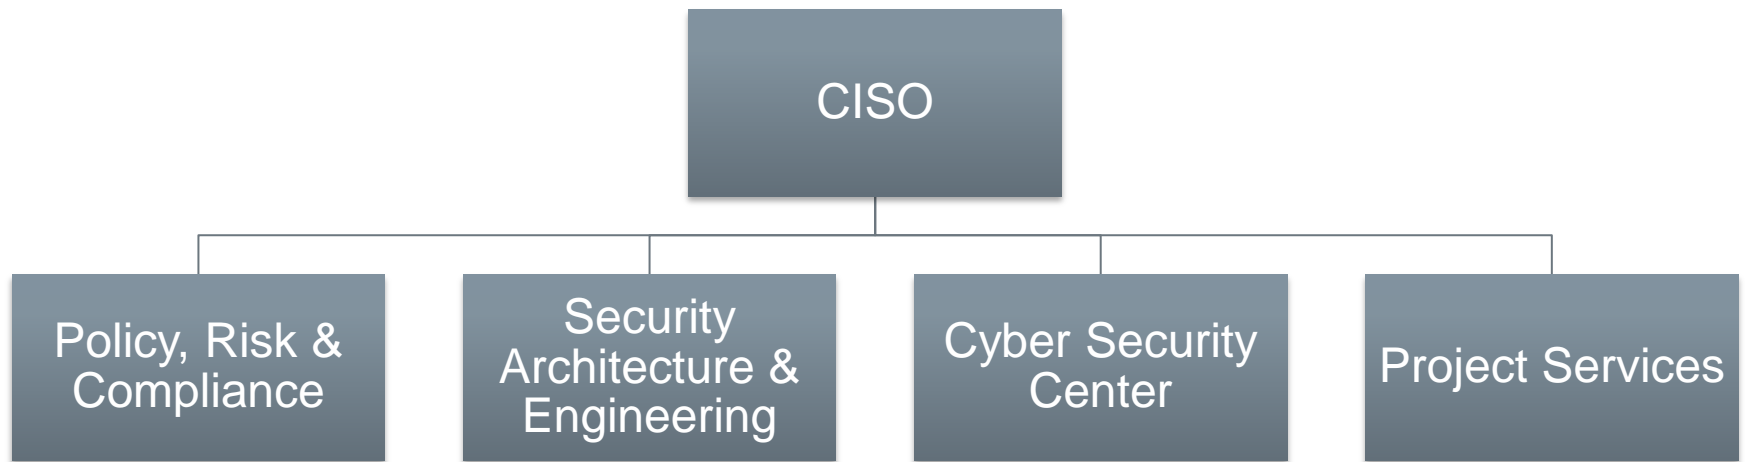 CISO
Policy, Risk &
Compliance
Security
Architecture &
Engineering
Cyber Security
Center
Project Services